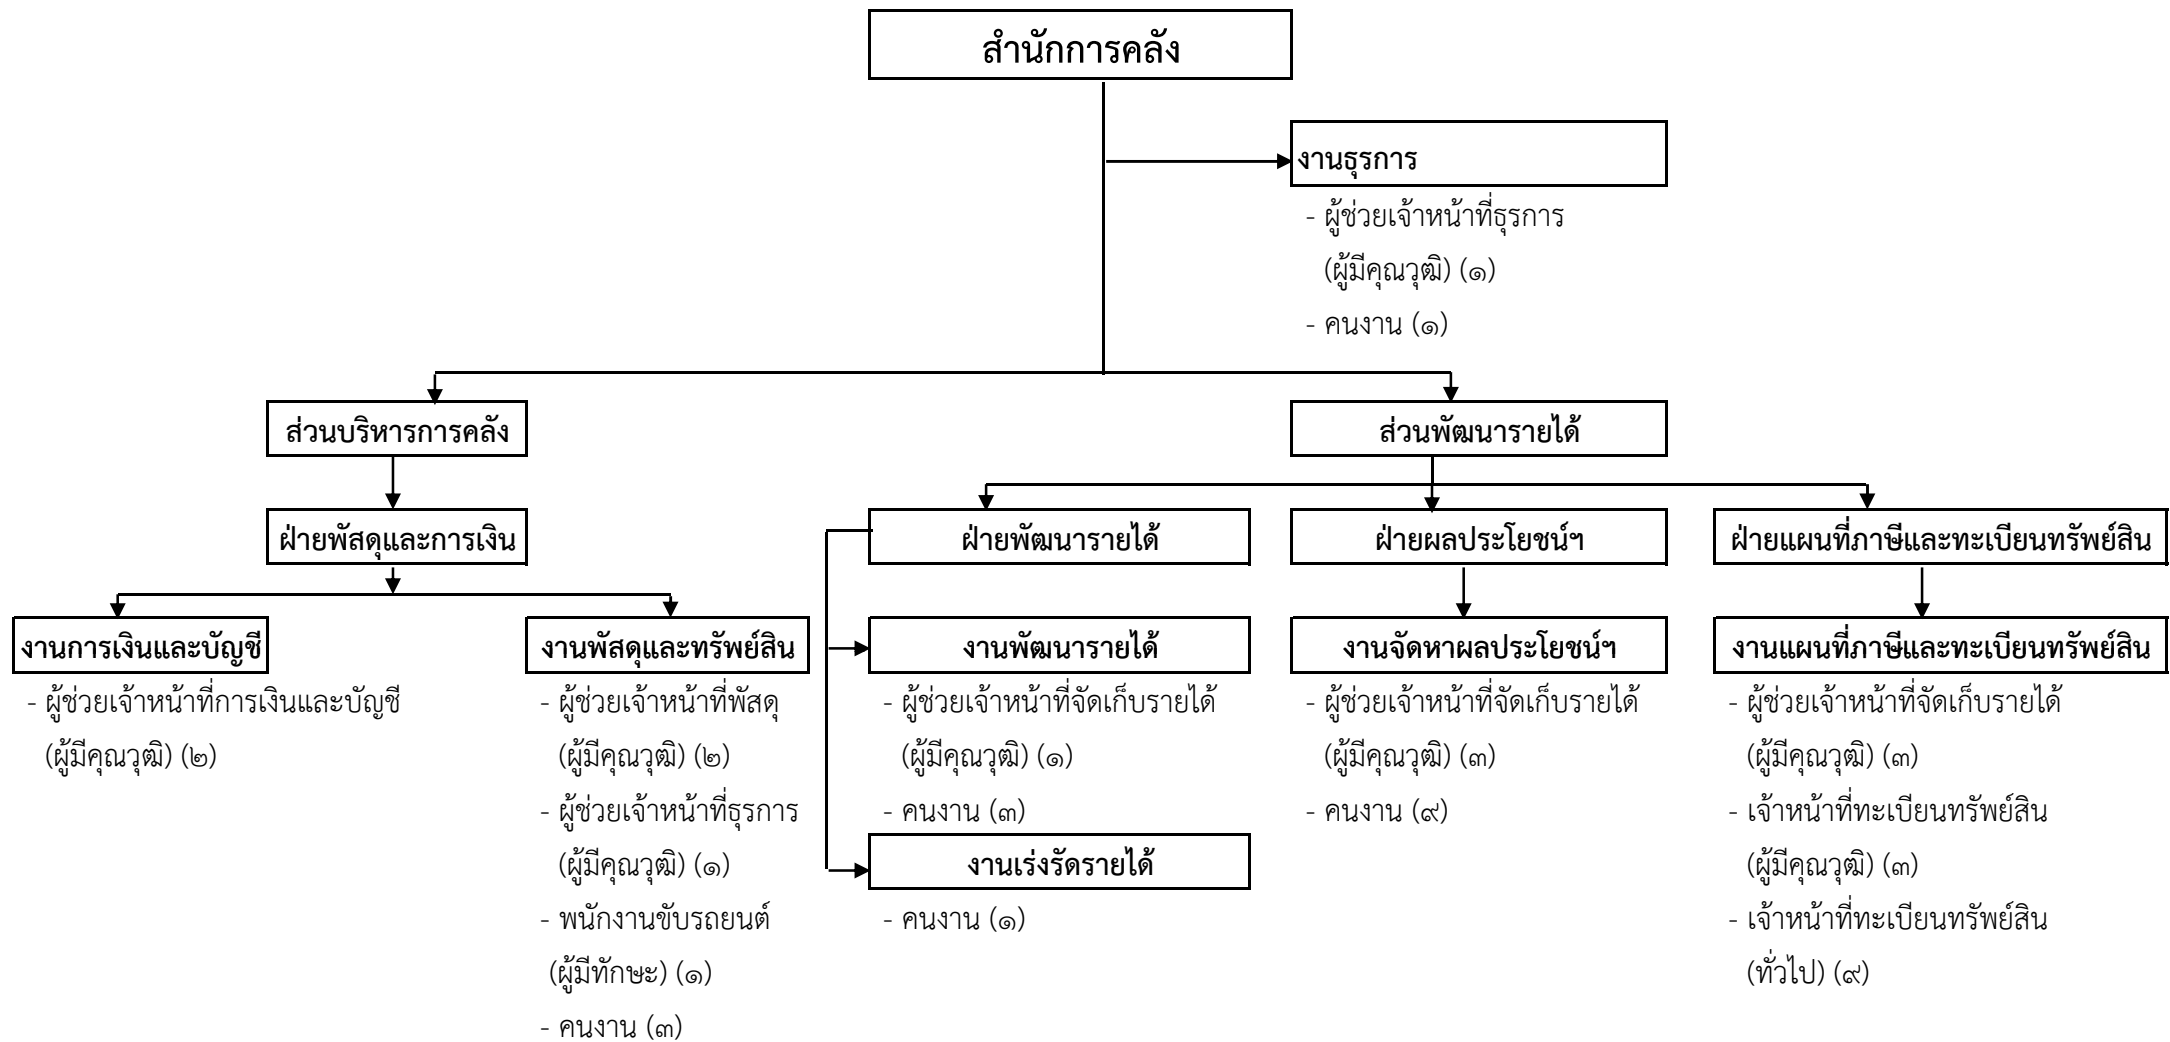 สำนักการคลัง
งานธุรการ
- ผู้ช่วยเจ้าหน้าที่ธุรการ
(ผู้มีคุณวุฒิ) (๑)
- คนงาน (๑)
ส่วนบริหารการคลัง
ส่วนพัฒนารายได้
ฝ่ายพัสดุและการเงิน
ฝ่ายพัฒนารายได้
ฝ่ายผลประโยชน์ฯ
ฝ่ายแผนที่ภาษีและทะเบียนทรัพย์สิน
งานการเงินและบัญชี
- ผู้ช่วยเจ้าหน้าที่การเงินและบัญชี
(ผู้มีคุณวุฒิ) (๒)
งานพัสดุและทรัพย์สิน
- ผู้ช่วยเจ้าหน้าที่พัสดุ
(ผู้มีคุณวุฒิ) (๒)
- ผู้ช่วยเจ้าหน้าที่ธุรการ
(ผู้มีคุณวุฒิ) (๑)
- พนักงานขับรถยนต์
(ผู้มีทักษะ) (๑)
- คนงาน (๓)
งานพัฒนารายได้
- ผู้ช่วยเจ้าหน้าที่จัดเก็บรายได้
(ผู้มีคุณวุฒิ) (๑)
- คนงาน (๓)
งานเร่งรัดรายได้
- คนงาน (๑)
งานจัดหาผลประโยชน์ฯ
- ผู้ช่วยเจ้าหน้าที่จัดเก็บรายได้
(ผู้มีคุณวุฒิ) (๓)
- คนงาน (๙)
งานแผนที่ภาษีและทะเบียนทรัพย์สิน
- ผู้ช่วยเจ้าหน้าที่จัดเก็บรายได้
(ผู้มีคุณวุฒิ) (๓)
- เจ้าหน้าที่ทะเบียนทรัพย์สิน
(ผู้มีคุณวุฒิ) (๓)
- เจ้าหน้าที่ทะเบียนทรัพย์สิน
(ทั่วไป) (๙)